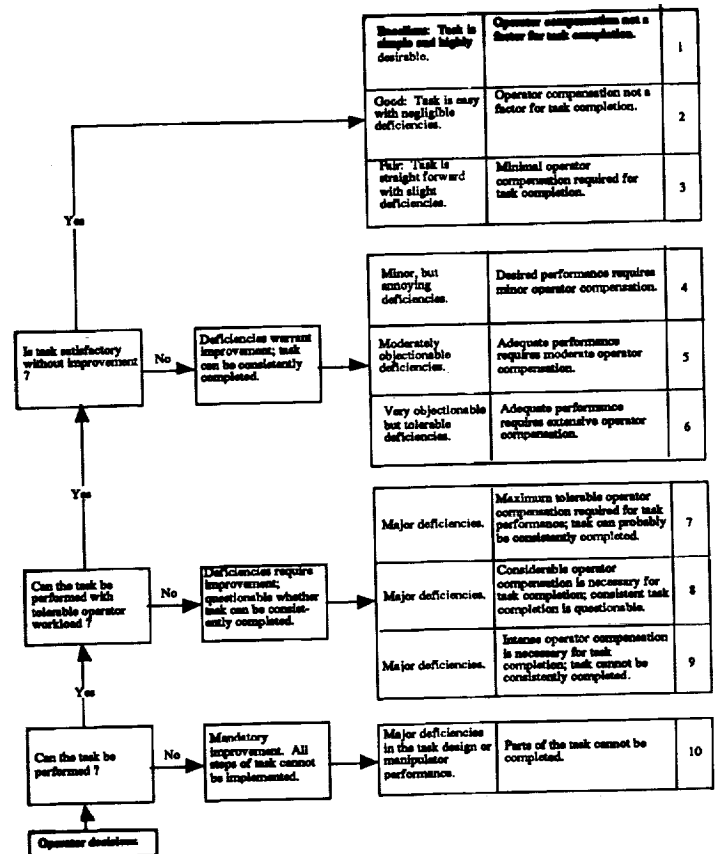 Excellent: Task is
simple and highly
desirable.
Operator compensation not a
factor for task completion.
1
Good: Task is easy
with negligible
deficiencies.
Operator compensation not a
factor for task completion.
2
Fair: Task is
straight forward
with slight
deficiencies.
Minimal operator
compensation required for
task completion.
3
Yes
Minor, but
annoying
deficiencies.
Desired performance requires
minor operator compensation.
4
Is task satisfactory
without improvement
?
No
Deficiencies warrant
improvement; task
can be consistently
completed.
Moderately
objectionable
deficiencies.
Adequate performance
requires moderate operator
compensation.
5
Very objectionable
but tolerable
deficiencies.
Adequate performance
requires extensive operator
compensation.
6
Yes
Major deficiencies.
Maximum tolerable operator
compensation required for task
performance; task can probably
be consistently completed.
7
Can the task be
performed with
tolerable operator
workload ?
No
Deficiencies require
improvement;
questionable whether
task can be consist-
ently completed.
Major deficiencies.
Considerable operator
compensation is necessary for
task completion; consistent task
completion is questionable.
8
Major deficiencies.
Intense operator compensation
is necessary for task
completion; task cannot be
consistently completed.
9
Yes
Can the task be
performed ?
No
Mandatory
improvement. All
steps of task cannot
be implemented.
Major deficiencies
in the task design or
manipulator
performance.
Parts of the task cannot be
completed.
10
Operator decisions